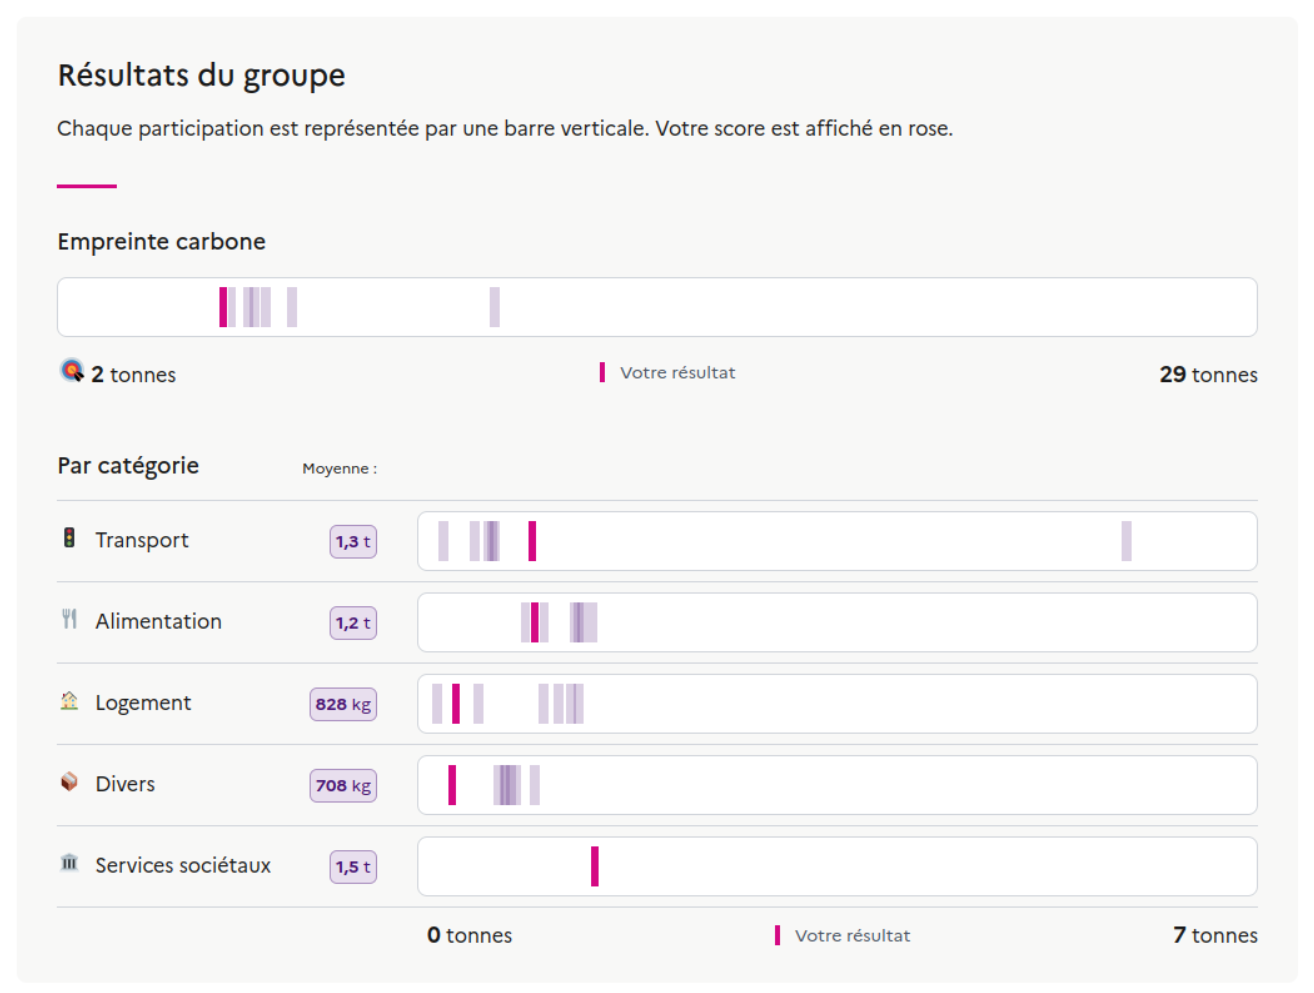 Résultats du groupe
Chaque participation est représentée par une barre verticale. Votre score est affiché en rose.
Empreinte carbone
2 tonnes
Votre résultat
29 tonnes
Par catégorie
Moyenne :
Transport
1,3 t
Alimentation
1,2 t
Logement
828 kg
Divers
708 kg
Services sociétaux
1,5 t
0 tonnes
Votre résultat
7 tonnes